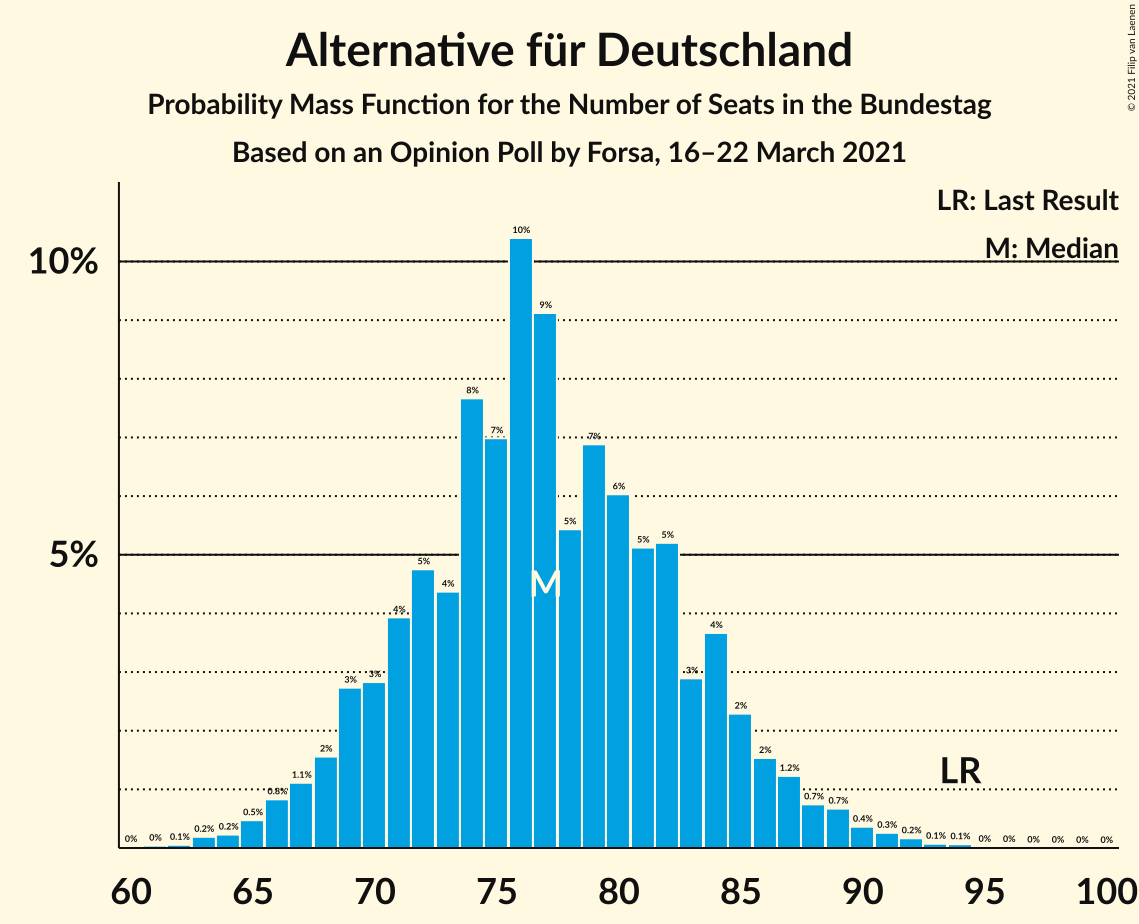 Alternative für Deutschland
Probability Mass Function for the Number of Seats in the Bundestag
Based on an Opinion Poll by Forsa, 16–22 March 2021
© 2021 Filip van Laenen
LR: Last Result
M: Median
10%
5%
0% 0% 0.1% 0.2% 0.2% 0.5% 0.8% 1.1% 2% 3% 3% 4% 5% 4% 8% 7% 10% 9% 5% 7% 6% 5% 5% 3% 4% 2% 2% 1.2% 0.7% 0.7% 0.4% 0.3% 0.2% 0.1% 0.1% 0% 0% 0% 0% 0% 0%
M
LR
60 65 70 75 80 85 90 95 100